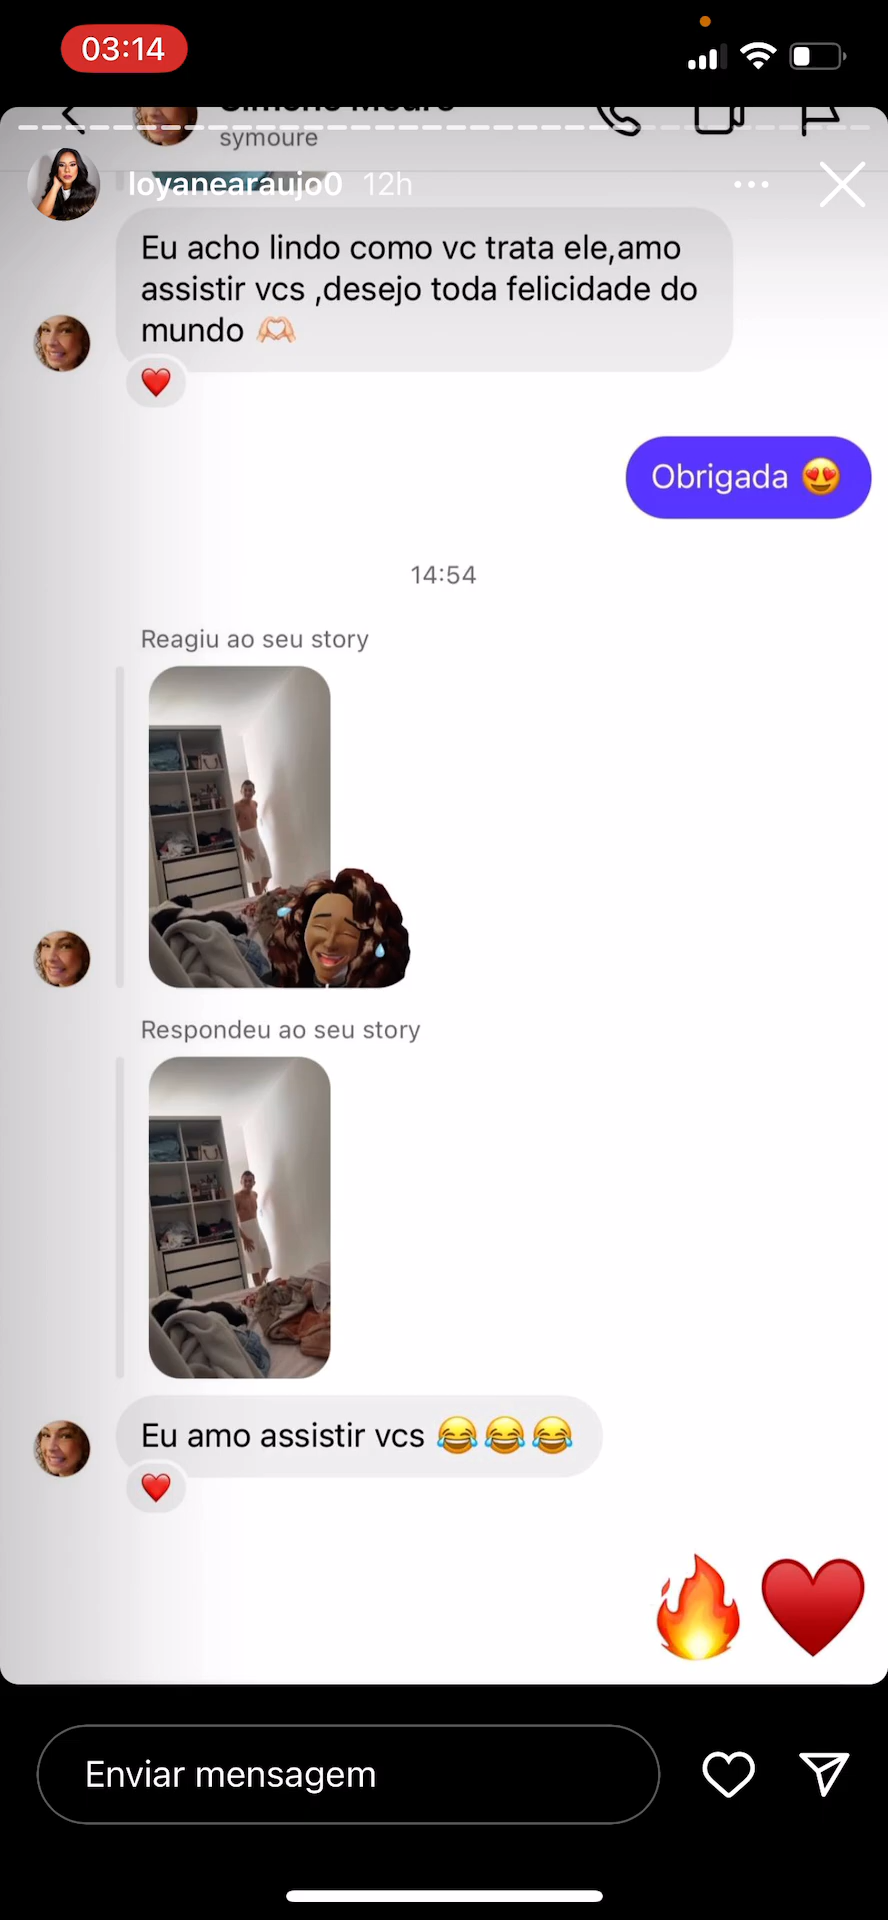 03:14
symoure
loyanearaujo0 12h
Eu acho lindo como vc trata ele,amo
assistir vcs ,desejo toda felicidade do
mundo 🫶🏻
❤️
Obrigada 😍
14:54
Reagiu ao seu story
Respondeu ao seu story
Eu amo assistir vcs 😂😂😂
❤️
🔥❤️
Enviar mensagem